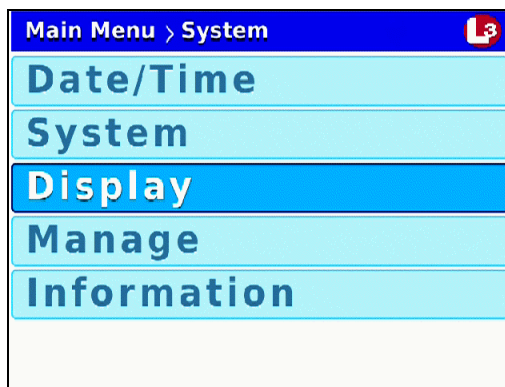 Main Menu > System
L3
Date/Time
System
Display
Manage
Information